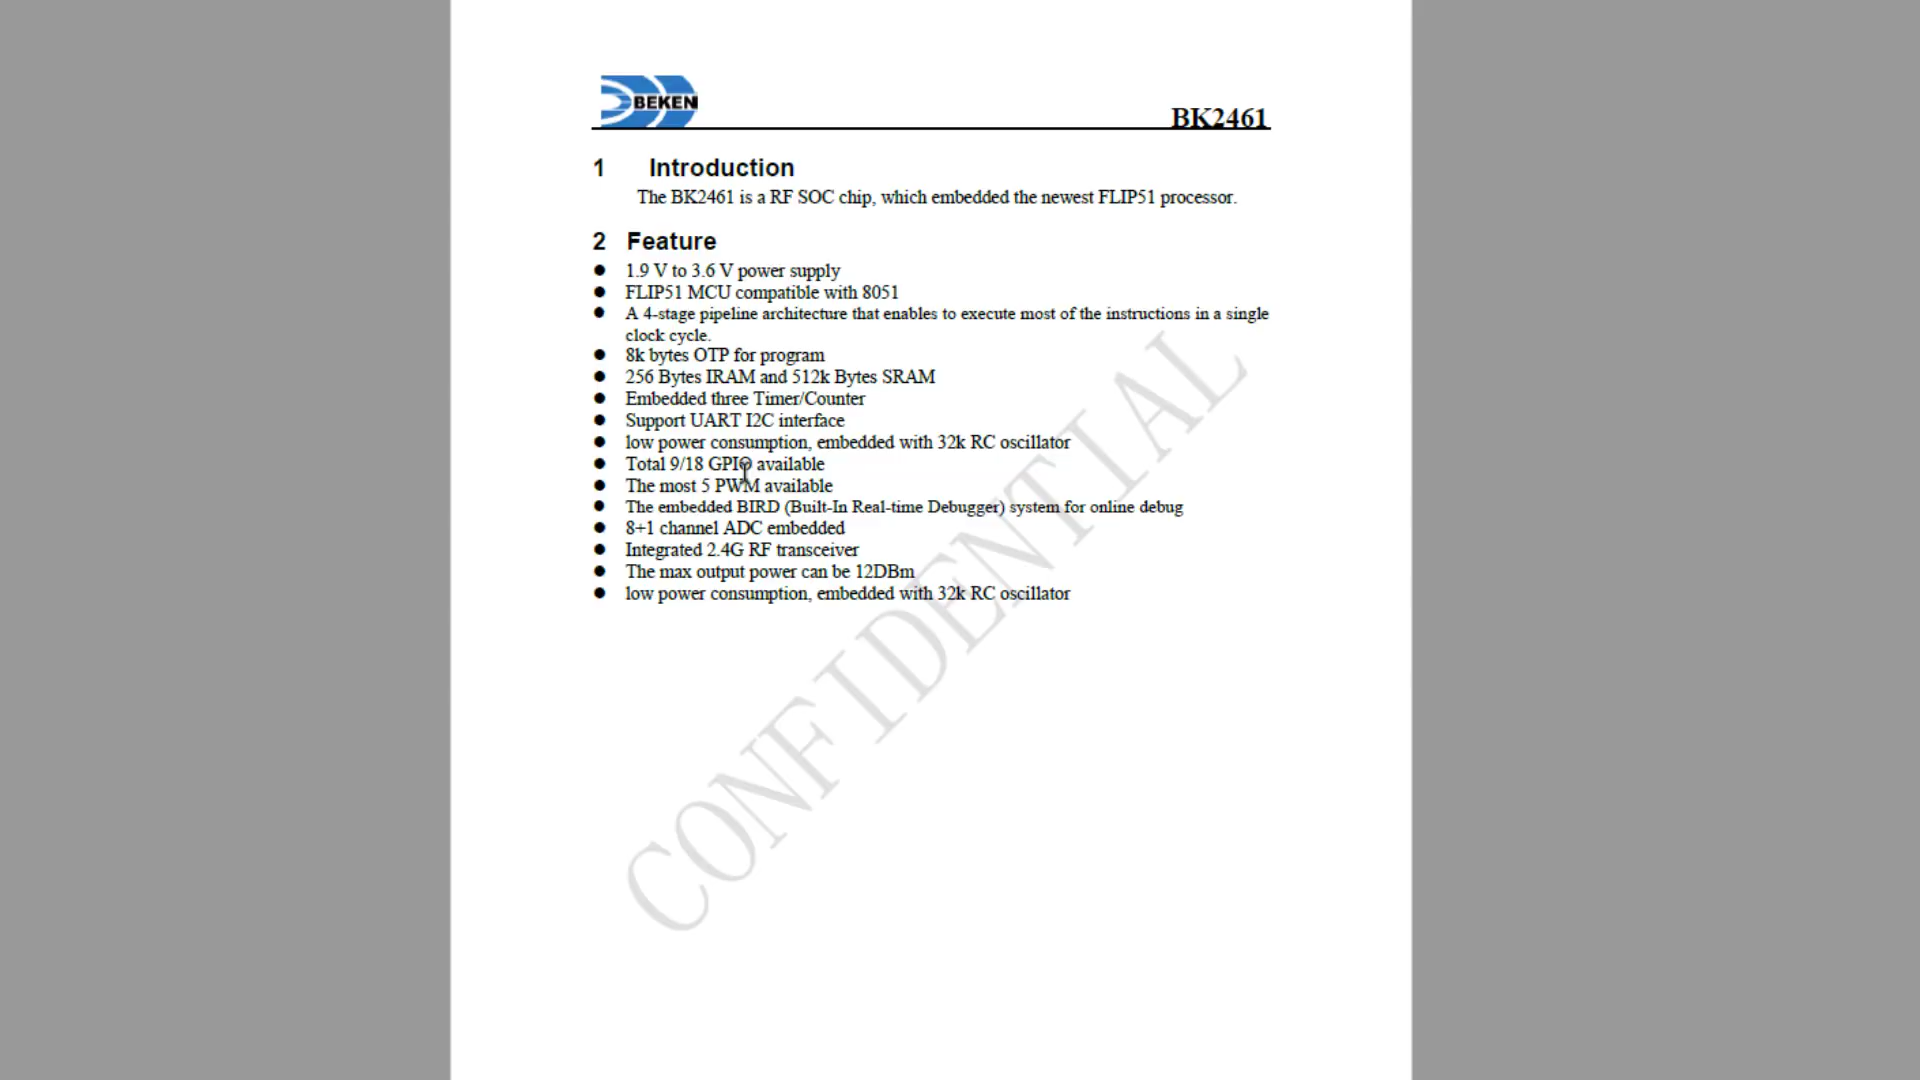 BEKEN
BK2461
1 Introduction
The BK2461 is a RF SOC chip, which embedded the newest FLIP51 processor.
2 Feature
● 1.9 V to 3.6 V power supply
● FLIP51 MCU compatible with 8051
● A 4-stage pipeline architecture that enables to execute most of the instructions in a single
clock cycle.
● 8k bytes OTP for program
● 256 Bytes IRAM and 512k Bytes SRAM
● Embedded three Timer/Counter
● Support UART I2C interface
● low power consumption, embedded with 32k RC oscillator
● Total 9/18 GPIO available
● The most 5 PWM available
● The embedded BIRD (Built-In Real-time Debugger) system for online debug
● 8+1 channel ADC embedded
● Integrated 2.4G RF transceiver
● The max output power can be 12DBm
● low power consumption, embedded with 32k RC oscillator
CONFIDENTIAL